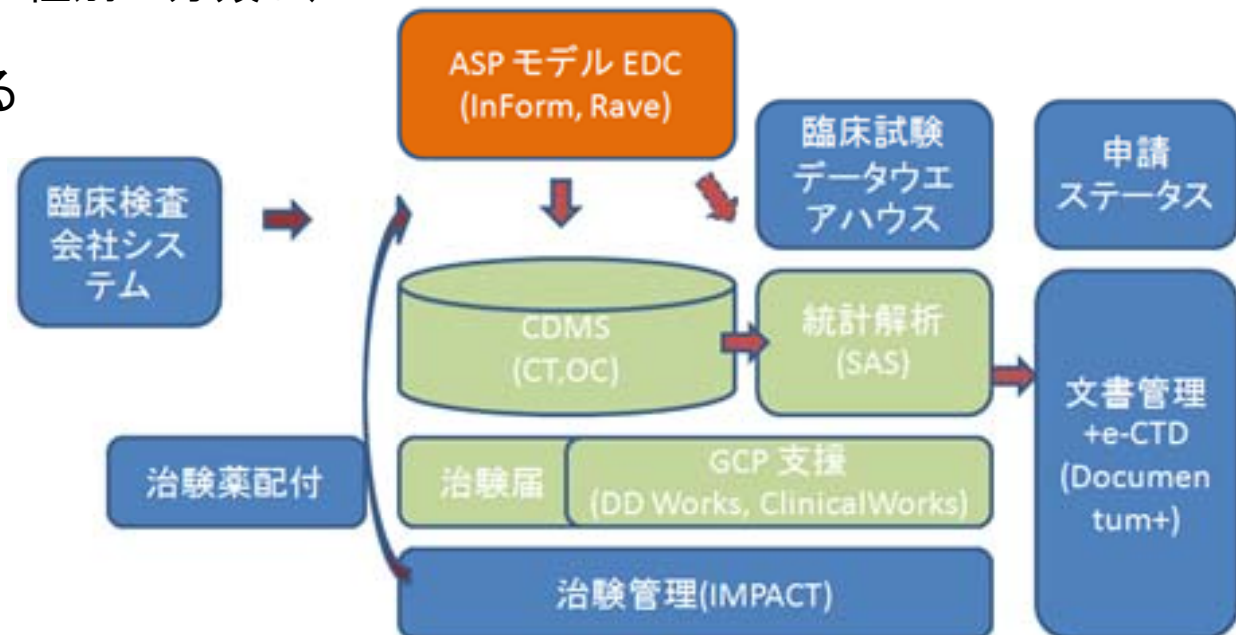 る
ASP モデル EDC
(InForm, Rave)
臨床試験
データウエ
アハウス
申請
ステータス
臨床検査
会社シス
テム
CDMS
(CT,OC)
統計解析
(SAS)
文書管理
+e-CTD
(Documen
tum+)
治験薬配付
治験届
GCP 支援
(DD Works, ClinicalWorks)
治験管理(IMPACT)